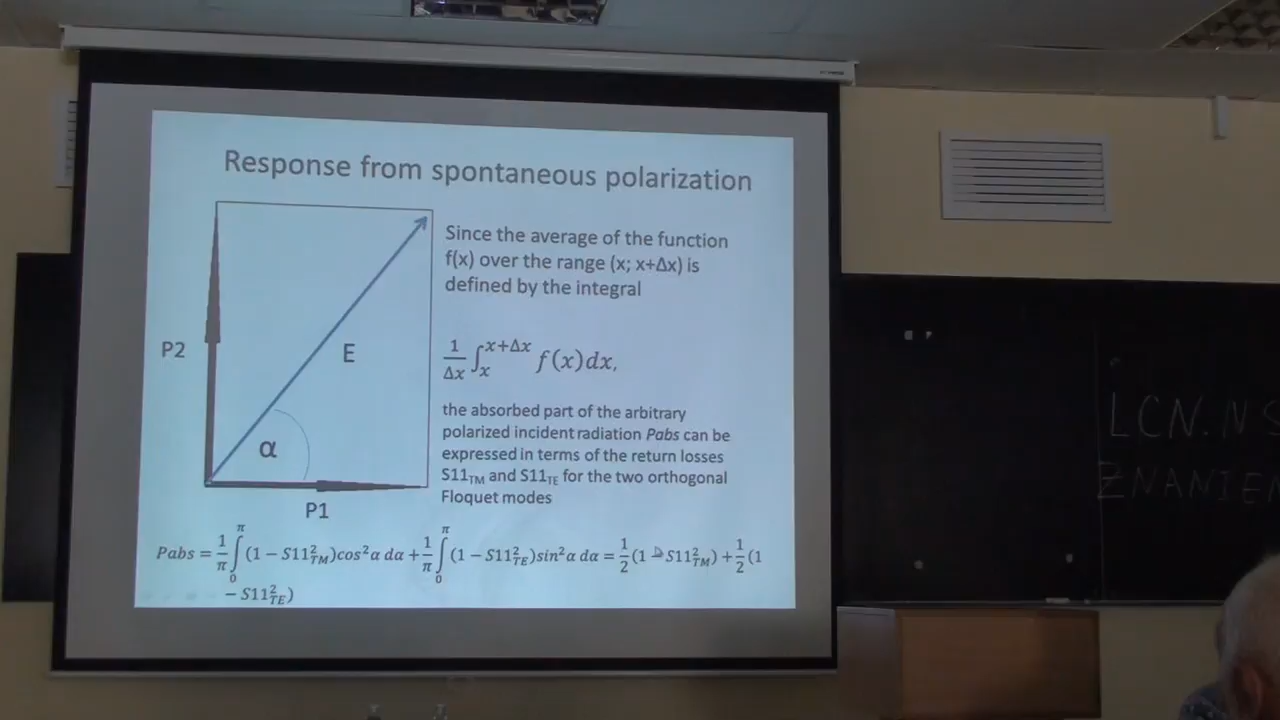 Response from spontaneous polarization
Since the average of the function
f(x) over the range (x; x+Δx) is
defined by the integral
P2
E
α
P1
1/Δx ∫_x^{x+Δx} f(x)dx,
the absorbed part of the arbitrary
polarized incident radiation Pabs can be
expressed in terms of the return losses
S11_TM and S11_TE for the two orthogonal
Floquet modes
Pabs = 1/π ∫_0^π (1 − S11²_TM)cos²α dα + 1/π ∫_0^π (1 − S11²_TE)sin²α dα = 1/2(1 − S11²_TM) + 1/2(1
− S11²_TE)
LCN.NS
ZNANIE